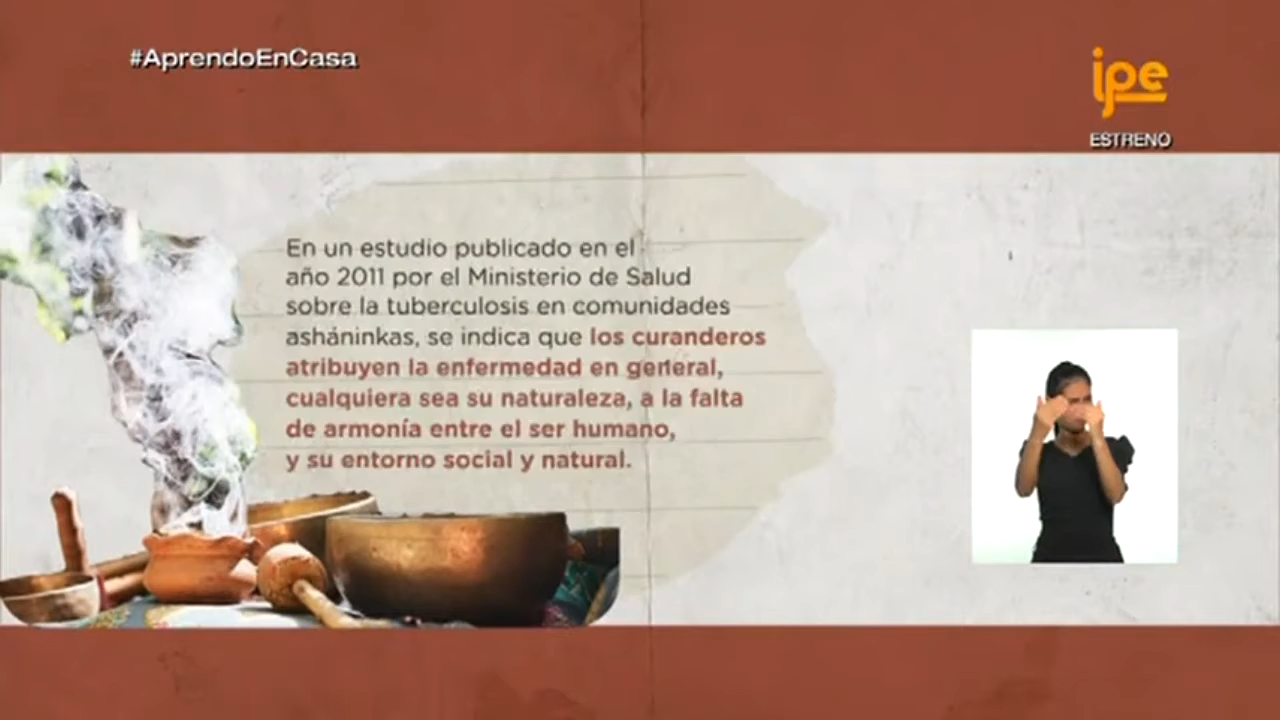 #AprendoEnCasa
ipe
ESTRENO
En un estudio publicado en el
año 2011 por el Ministerio de Salud
sobre la tuberculosis en comunidades
asháninkas, se indica que los curanderos
atribuyen la enfermedad en general,
cualquiera sea su naturaleza, a la falta
de armonía entre el ser humano,
y su entorno social y natural.